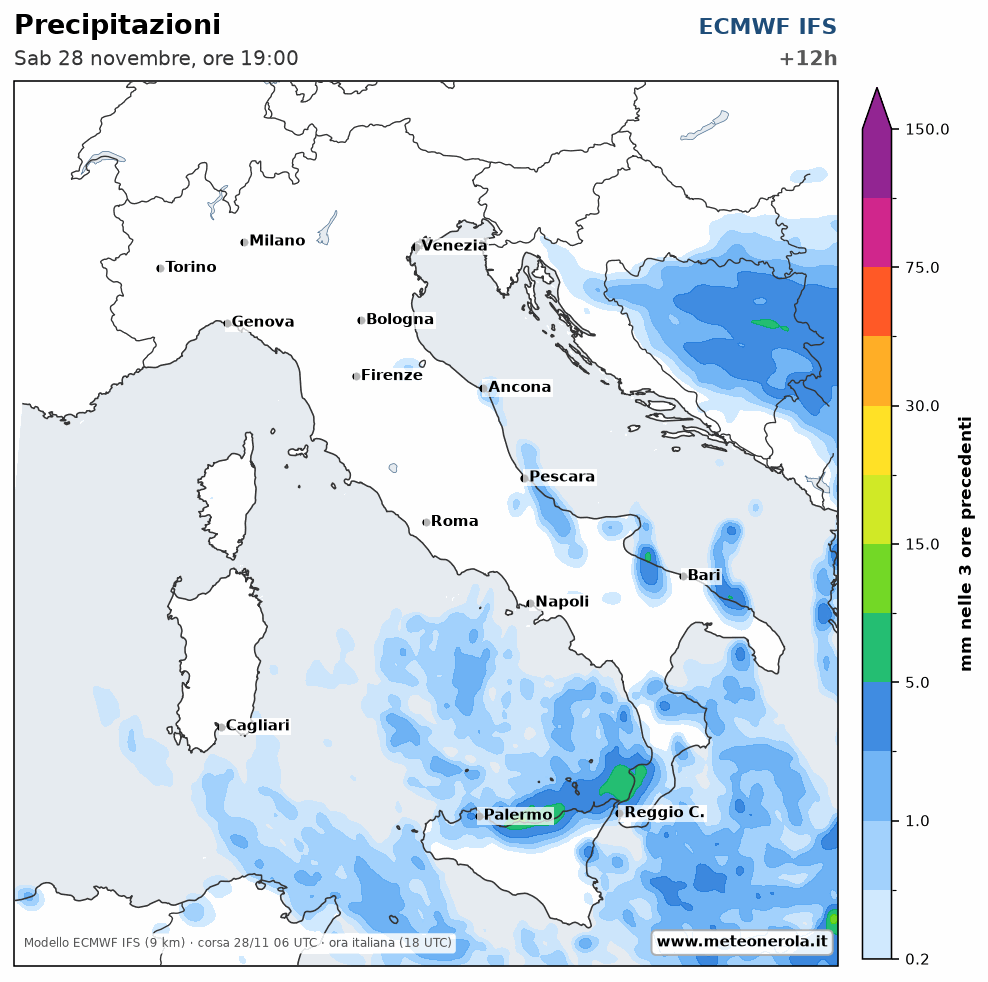 Precipitazioni
ECMWF IFS
Sab 28 novembre, ore 19:00
+12h
150.0
75.0
30.0
15.0
5.0
1.0
0.2
mm nelle 3 ore precedenti
Milano
Venezia
Torino
Genova
Bologna
Firenze
Ancona
Pescara
Roma
Bari
Napoli
Cagliari
Palermo
Reggio C.
Modello ECMWF IFS (9 km) · corsa 28/11 06 UTC · ora italiana (18 UTC)
www.meteonerola.it